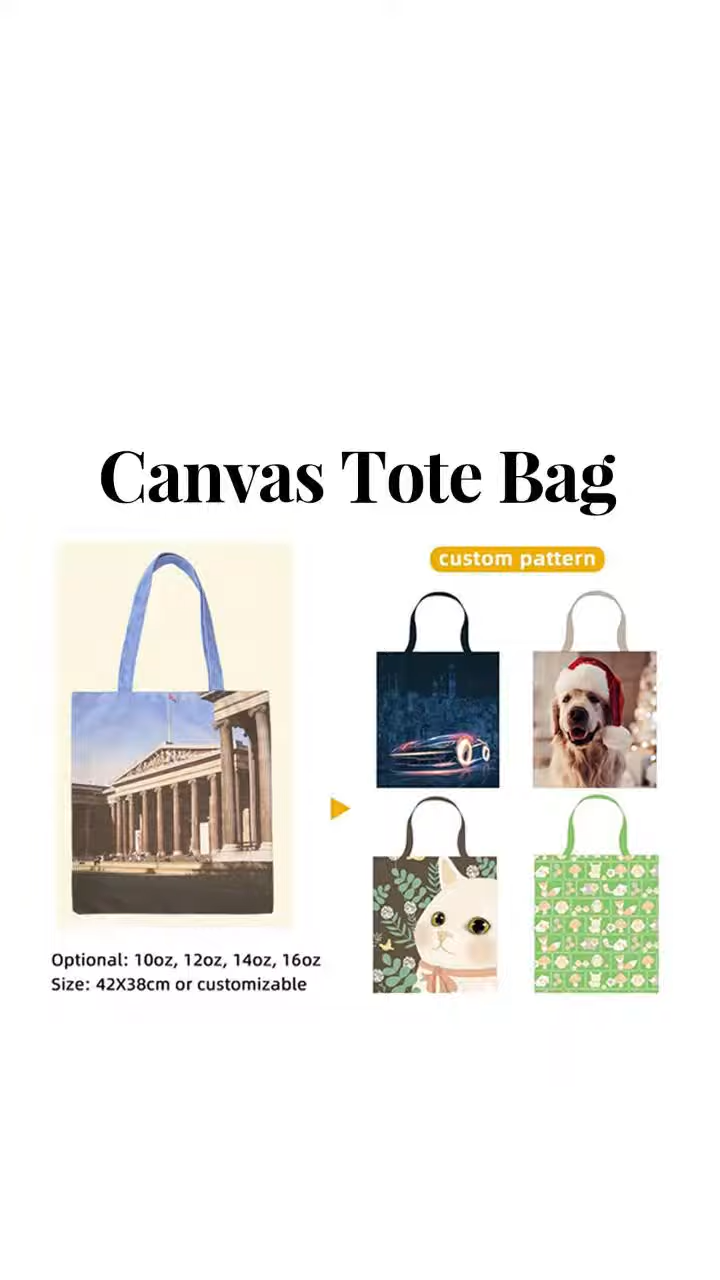 Canvas Tote Bag
custom pattern
Optional: 10oz, 12oz, 14oz, 16oz
Size: 42X38cm or customizable